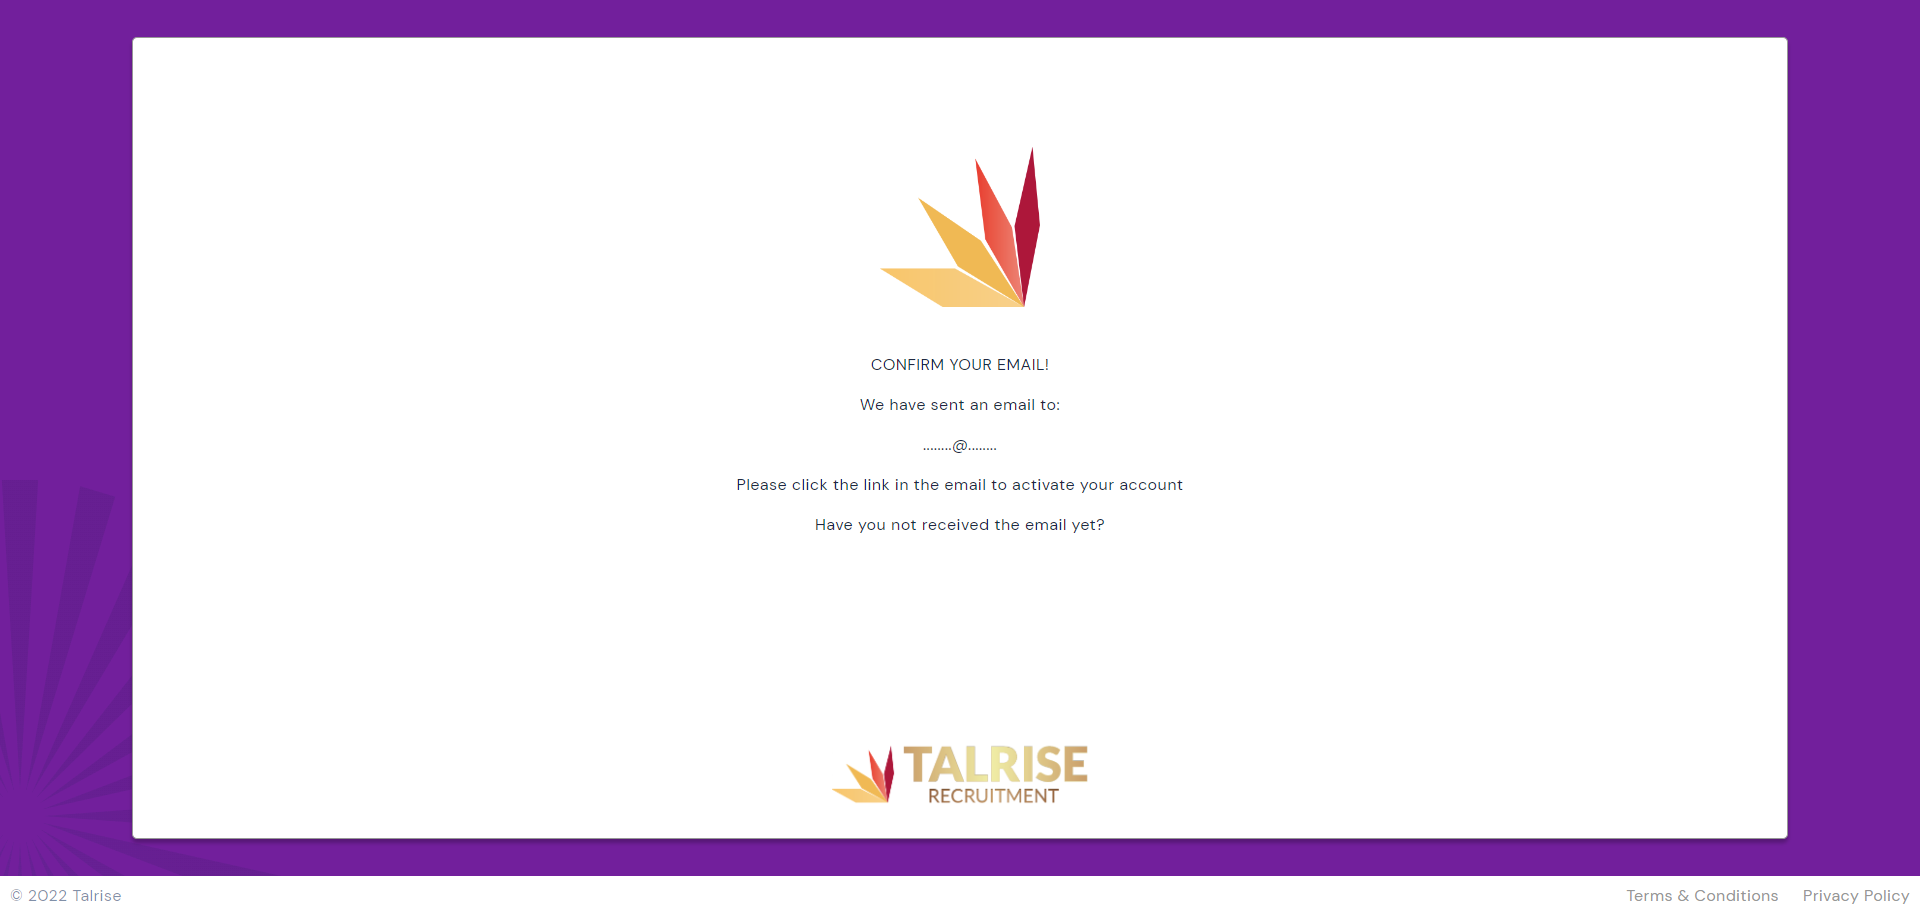 CONFIRM YOUR EMAIL!
We have sent an email to:
........@........
Please click the link in the email to activate your account
Have you not received the email yet?
TALRISE
RECRUITMENT
© 2022 Talrise
Terms & Conditions
Privacy Policy